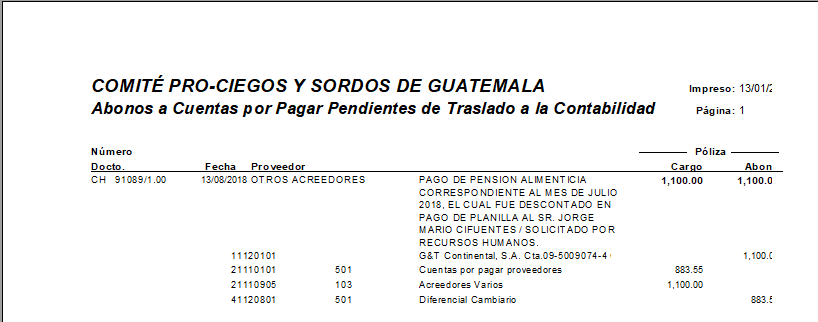 COMITÉ PRO-CIEGOS Y SORDOS DE GUATEMALA Impreso: 13/01/2
Abonos a Cuentas por Pagar Pendientes de Traslado a la Contabilidad Página: 1
Número Póliza
Docto. Fecha Proveedor Cargo Abon
CH 91089/1.00 13/08/2018 OTROS ACREEDORES PAGO DE PENSION ALIMENTICIA 1,100.00 1,100.0
CORRESPONDIENTE AL MES DE JULIO
2018, EL CUAL FUE DESCONTADO EN
PAGO DE PLANILLA AL SR. JORGE
MARIO CIFUENTES / SOLICITADO POR
RECURSOS HUMANOS.
11120101 G&T Continental, S.A. Cta.09-5009074-4 1,100.0
21110101 501 Cuentas por pagar proveedores 883.55
21110905 103 Acreedores Varios 1,100.00
41120801 501 Diferencial Cambiario 883.5